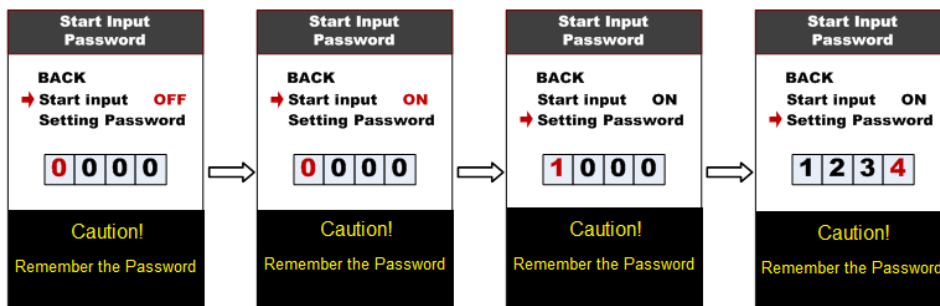 Start Input
Password
BACK
Start input OFF
Setting Password
0 0 0 0
Caution!
Remember the Password
Start Input
Password
BACK
Start input ON
Setting Password
0 0 0 0
Caution!
Remember the Password
Start Input
Password
BACK
Start input ON
Setting Password
1 0 0 0
Caution!
Remember the Password
Start Input
Password
BACK
Start input ON
Setting Password
1 2 3 4
Caution!
Remember the Password